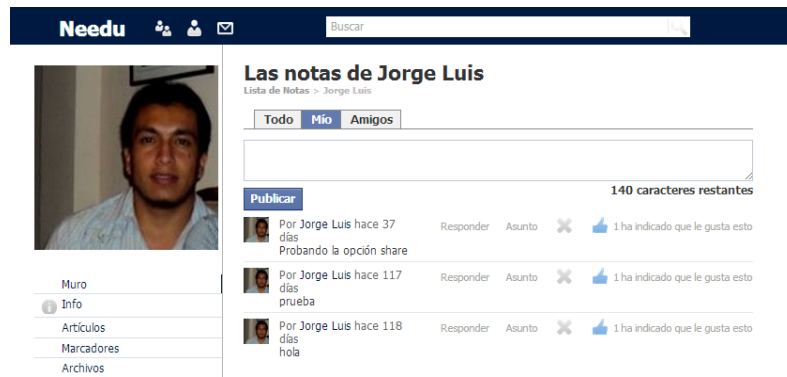 Needu
Buscar
Las notas de Jorge Luis
Lista de Notas > Jorge Luis
Todo Mío Amigos
Publicar
140 caracteres restantes
Por Jorge Luis hace 37 días
Responder Asunto 1 ha indicado que le gusta esto
Probando la opción share
Por Jorge Luis hace 117 días
Responder Asunto 1 ha indicado que le gusta esto
prueba
Por Jorge Luis hace 118 días
Responder Asunto 1 ha indicado que le gusta esto
hola
Muro
Info
Artículos
Marcadores
Archivos